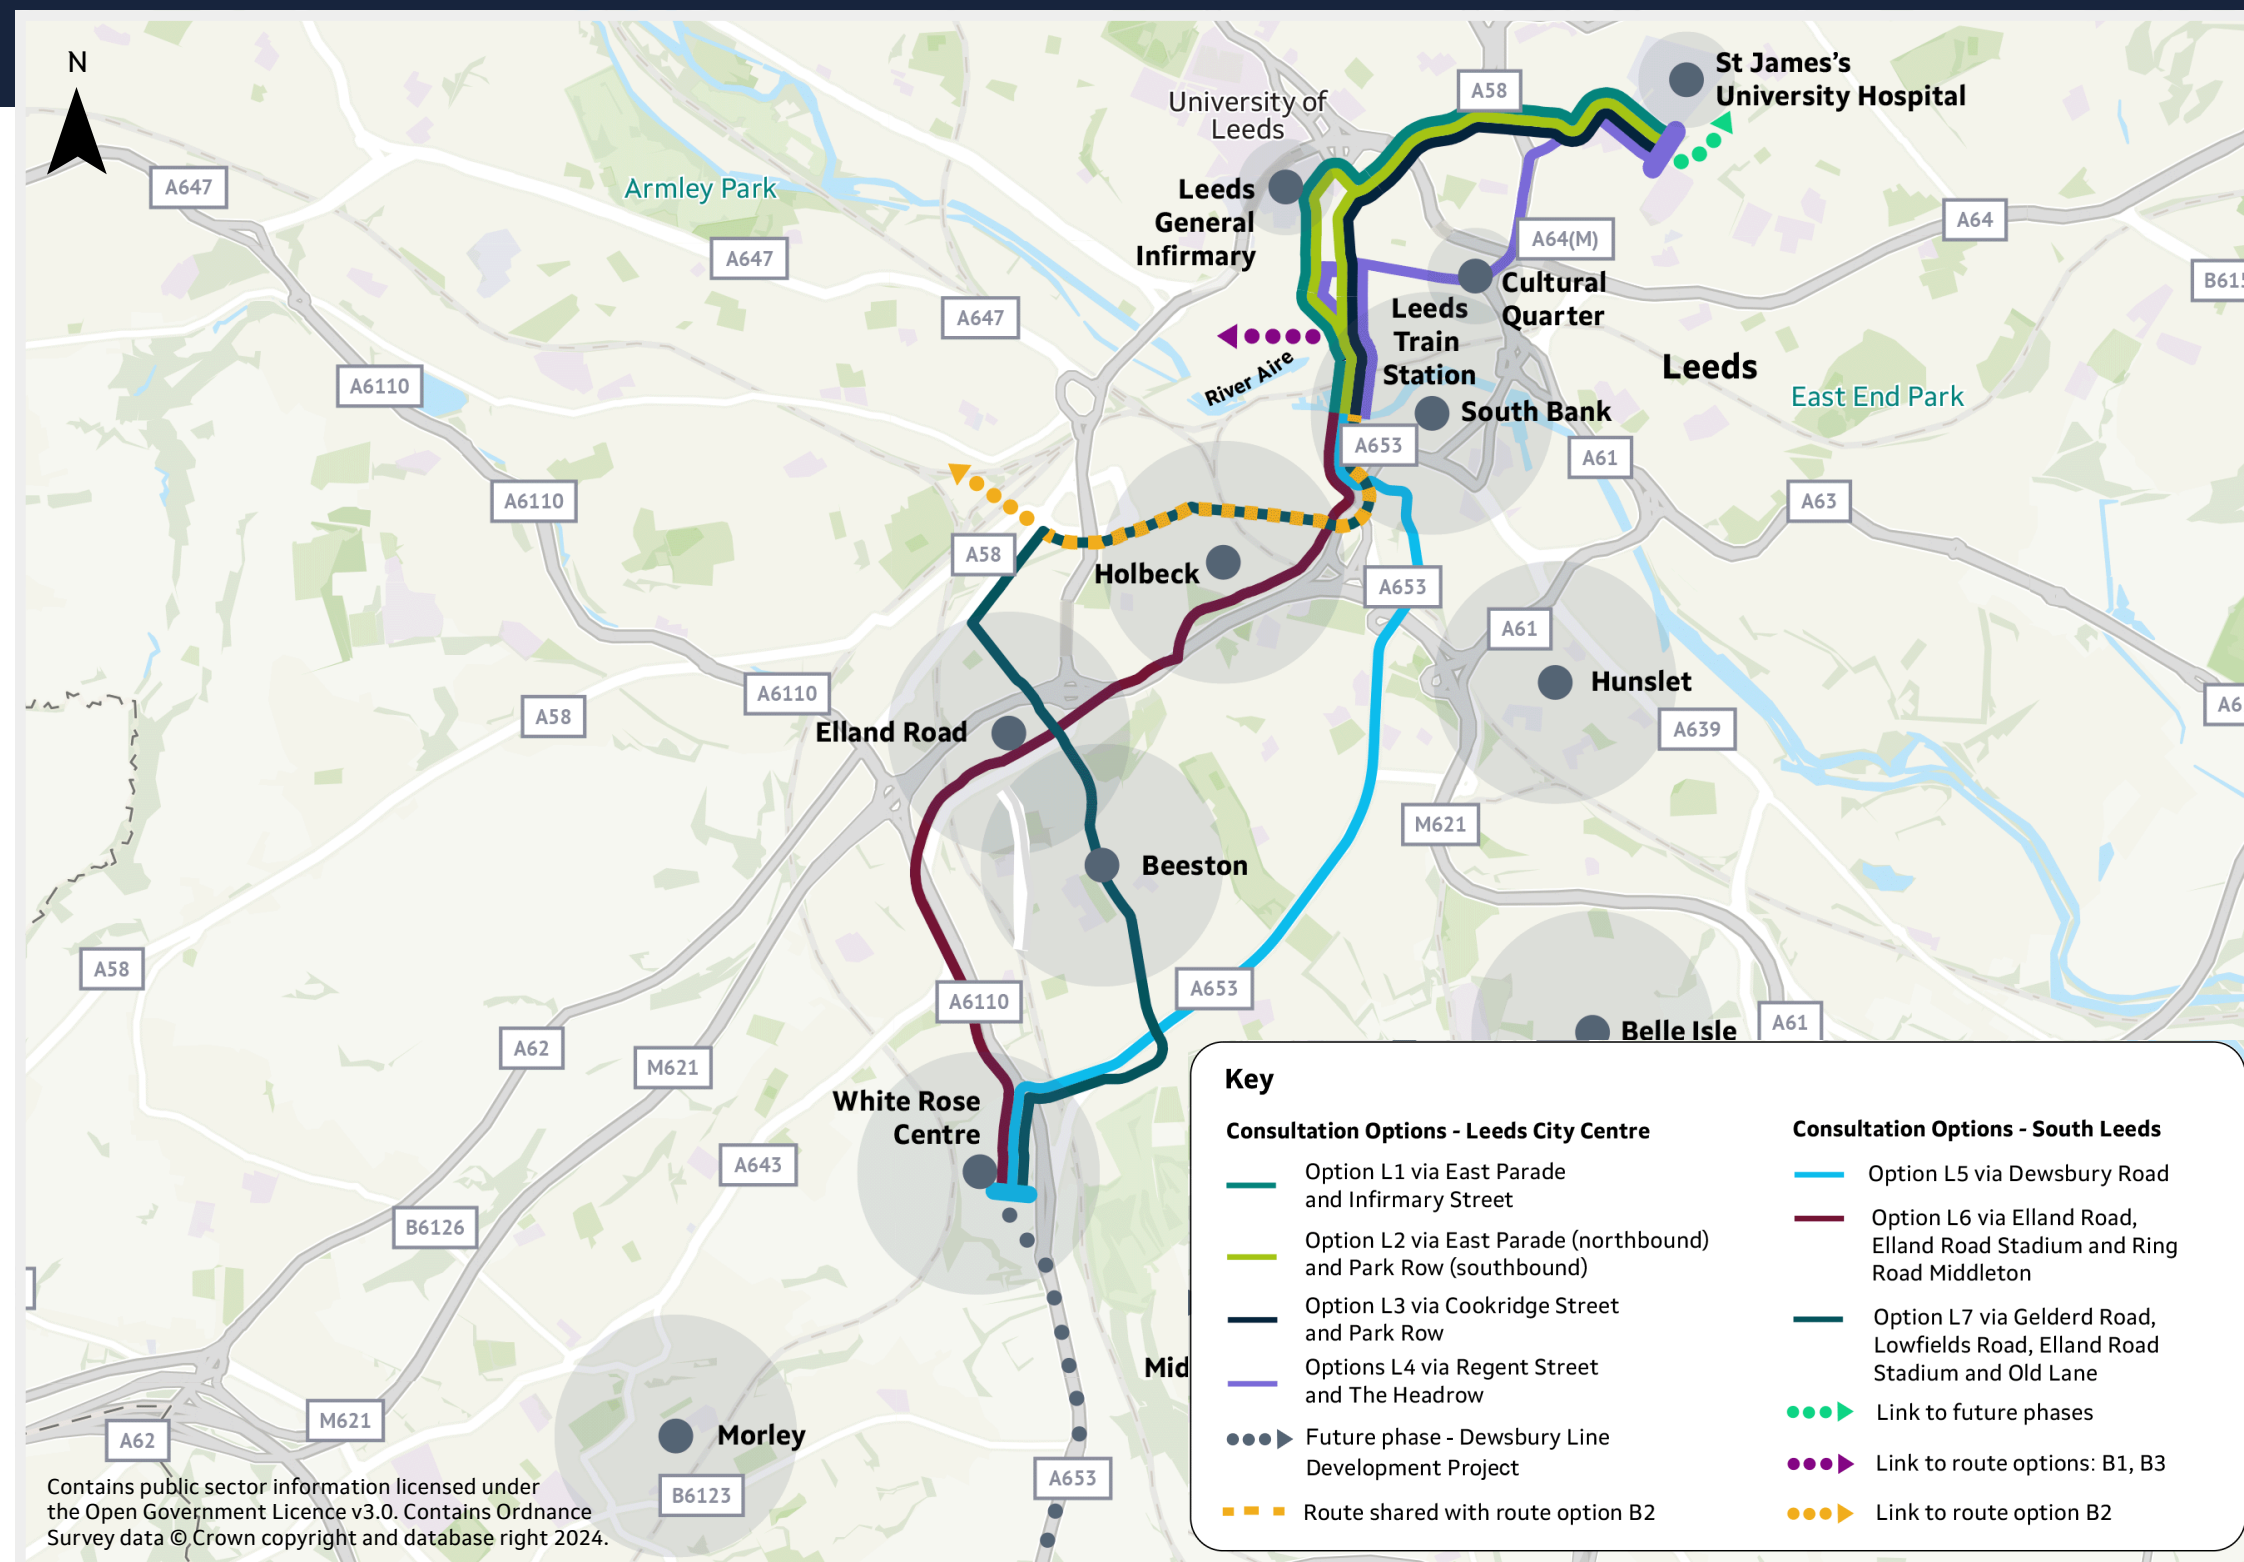 N
St James's
University Hospital
A58
University of
Leeds
A647
Armley Park
Leeds
General
Infirmary
A64
A64(M)
A647
Cultural
Quarter
A647
Leeds
Train
Station
River Aire
Leeds
A6110
East End Park
South Bank
A653
A61
A6110
A63
A58
Holbeck
A653
A61
Hunslet
A6110
A58
Elland Road
A639
M621
Beeston
A58
A653
A6110
A61
Belle Isle
A62
M621
White Rose
Centre
A643
B6126
Mid
M621
A62
Morley
A653
B6123
Contains public sector information licensed under
the Open Government Licence v3.0. Contains Ordnance
Survey data © Crown copyright and database right 2024.
Key
Consultation Options - Leeds City Centre
Option L1 via East Parade
and Infirmary Street
Option L2 via East Parade (northbound)
and Park Row (southbound)
Option L3 via Cookridge Street
and Park Row
Options L4 via Regent Street
and The Headrow
Future phase - Dewsbury Line
Development Project
Route shared with route option B2
Consultation Options - South Leeds
Option L5 via Dewsbury Road
Option L6 via Elland Road,
Elland Road Stadium and Ring
Road Middleton
Option L7 via Gelderd Road,
Lowfields Road, Elland Road
Stadium and Old Lane
Link to future phases
Link to route options: B1, B3
Link to route option B2